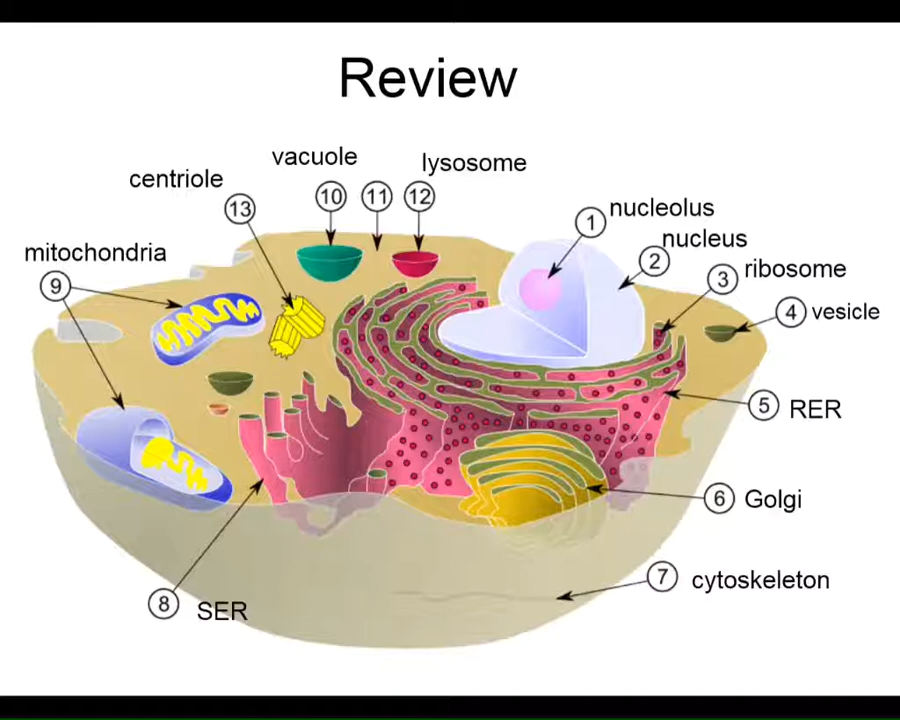 Review
vacuole
lysosome
centriole
10 11 12
13
nucleolus
1
nucleus
2
mitochondria
9
ribosome
3
4 vesicle
5 RER
6 Golgi
7 cytoskeleton
8 SER